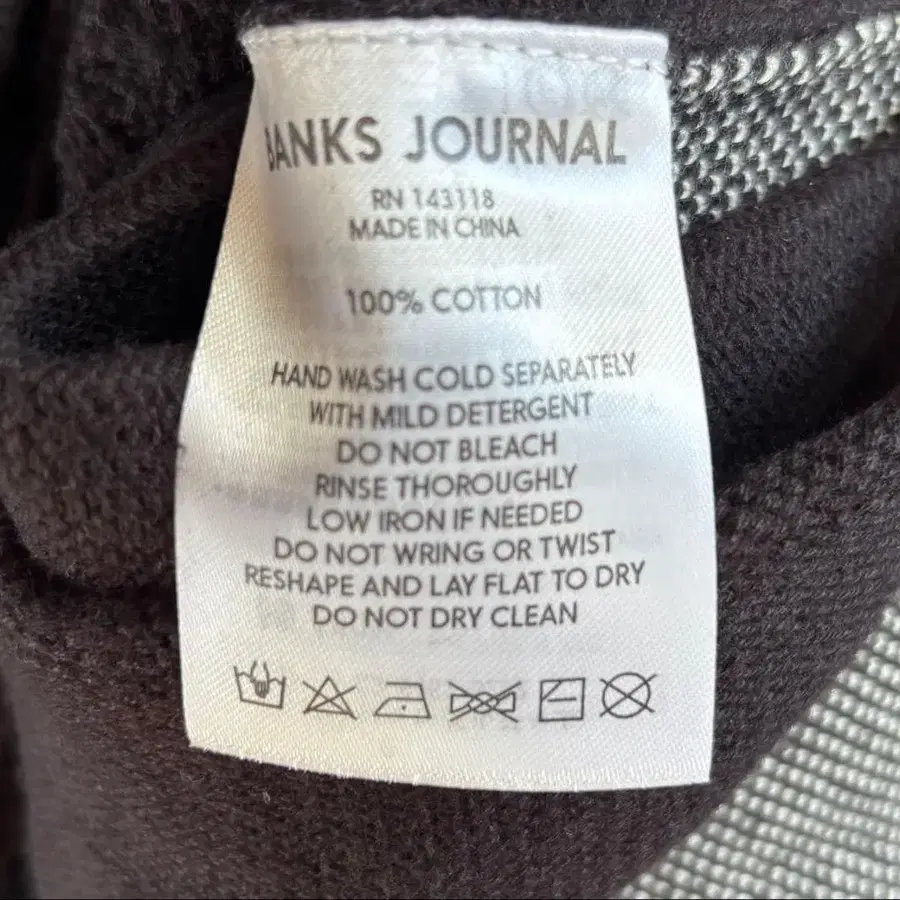 BANKS JOURNAL
RN 143118
MADE IN CHINA
100% COTTON
HAND WASH COLD SEPARATELY
WITH MILD DETERGENT
DO NOT BLEACH
RINSE THOROUGHLY
LOW IRON IF NEEDED
DO NOT WRING OR TWIST
RESHAPE AND LAY FLAT TO DRY
DO NOT DRY CLEAN